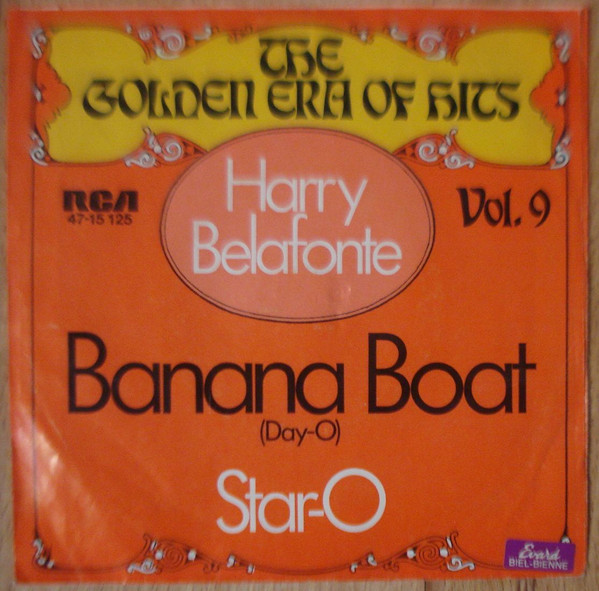 THE
GOLDEN ERA OF HITS
Harry
Belafonte
RCA
47-15 125
Vol. 9
Banana Boat
(Day-O)
Star-O
Evard
BIEL-BIENNE